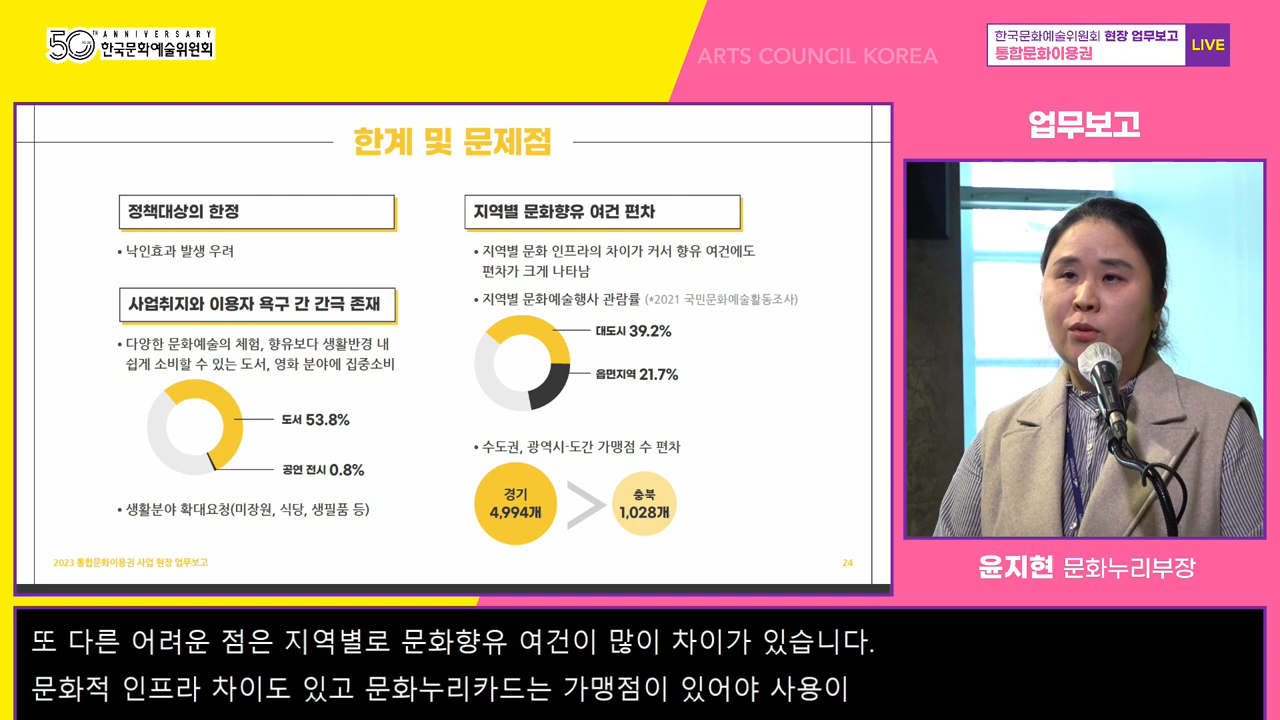 50TH ANNIVERSARY
한국문화예술위원회
ARTS COUNCIL KOREA
한국문화예술위원회 현장 업무보고
통합문화이용권
LIVE
한계 및 문제점
정책대상의 한정
• 낙인효과 발생 우려
사업취지와 이용자 욕구 간 간극 존재
• 다양한 문화예술의 체험, 향유보다 생활반경 내
쉽게 소비할 수 있는 도서, 영화 분야에 집중소비
도서 53.8%
공연 전시 0.8%
• 생활분야 확대요청(미장원, 식당, 생필품 등)
지역별 문화향유 여건 편차
• 지역별 문화 인프라의 차이가 커서 향유 여건에도
편차가 크게 나타남
• 지역별 문화예술행사 관람률 (*2021 국민문화예술활동조사)
대도시 39.2%
읍면지역 21.7%
• 수도권, 광역시·도간 가맹점 수 편차
경기
4,994개
충북
1,028개
2023 통합문화이용권 사업 현장 업무보고
24
업무보고
윤지현 문화누리부장
또 다른 어려운 점은 지역별로 문화향유 여건이 많이 차이가 있습니다.
문화적 인프라 차이도 있고 문화누리카드는 가맹점이 있어야 사용이